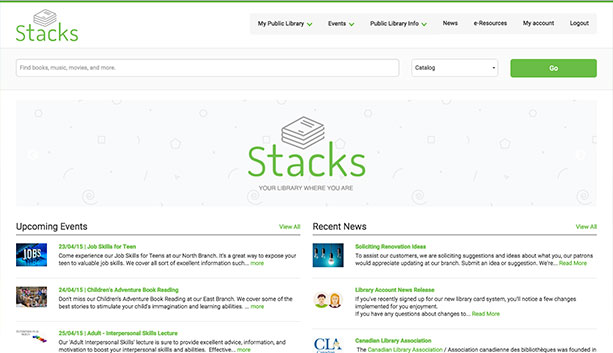 Stacks
My Public Library
Events
Public Library Info
News
e-Resources
My account
Logout
Find books, music, movies, and more.
Catalog
Go
Stacks
YOUR LIBRARY WHERE YOU ARE
Upcoming Events
View All
JOBS
23/04/15 | Job Skills for Teen
Come experience our Job Skills for Teens at our North Branch. It's a great way to expose your
teen to valuable job skills. We cover all sort of excellent information such... more
24/04/15 | Children's Adventure Book Reading
Don't miss our Children's Adventure Book Reading at our East Branch. We cover some of the
best stories to stimulate your child's imagination and learning abilities. ... more
25/04/15 | Adult - Interpersonal Skills Lecture
Our 'Adult Interpersonal Skills' lecture is sure to provide excellent advice, information, and
motivation to boost your interpersonal abilities. Effective... more
Recent News
View All
Soliciting Renovation Ideas
To assist our customers, we are soliciting suggestions and ideas about what you, our patrons
would appreciate updating at our branch. Submit an idea or suggestion. We're... Read More
Library Account News Release
If you've recently signed up for our new library card system, you'll notice a few changes
implemented for you enjoyment.
If you have any questions about changes to... Read More
CLA
Canadian Library Association
The Canadian Library Association / Association canadienne des bibliothèques was founded in